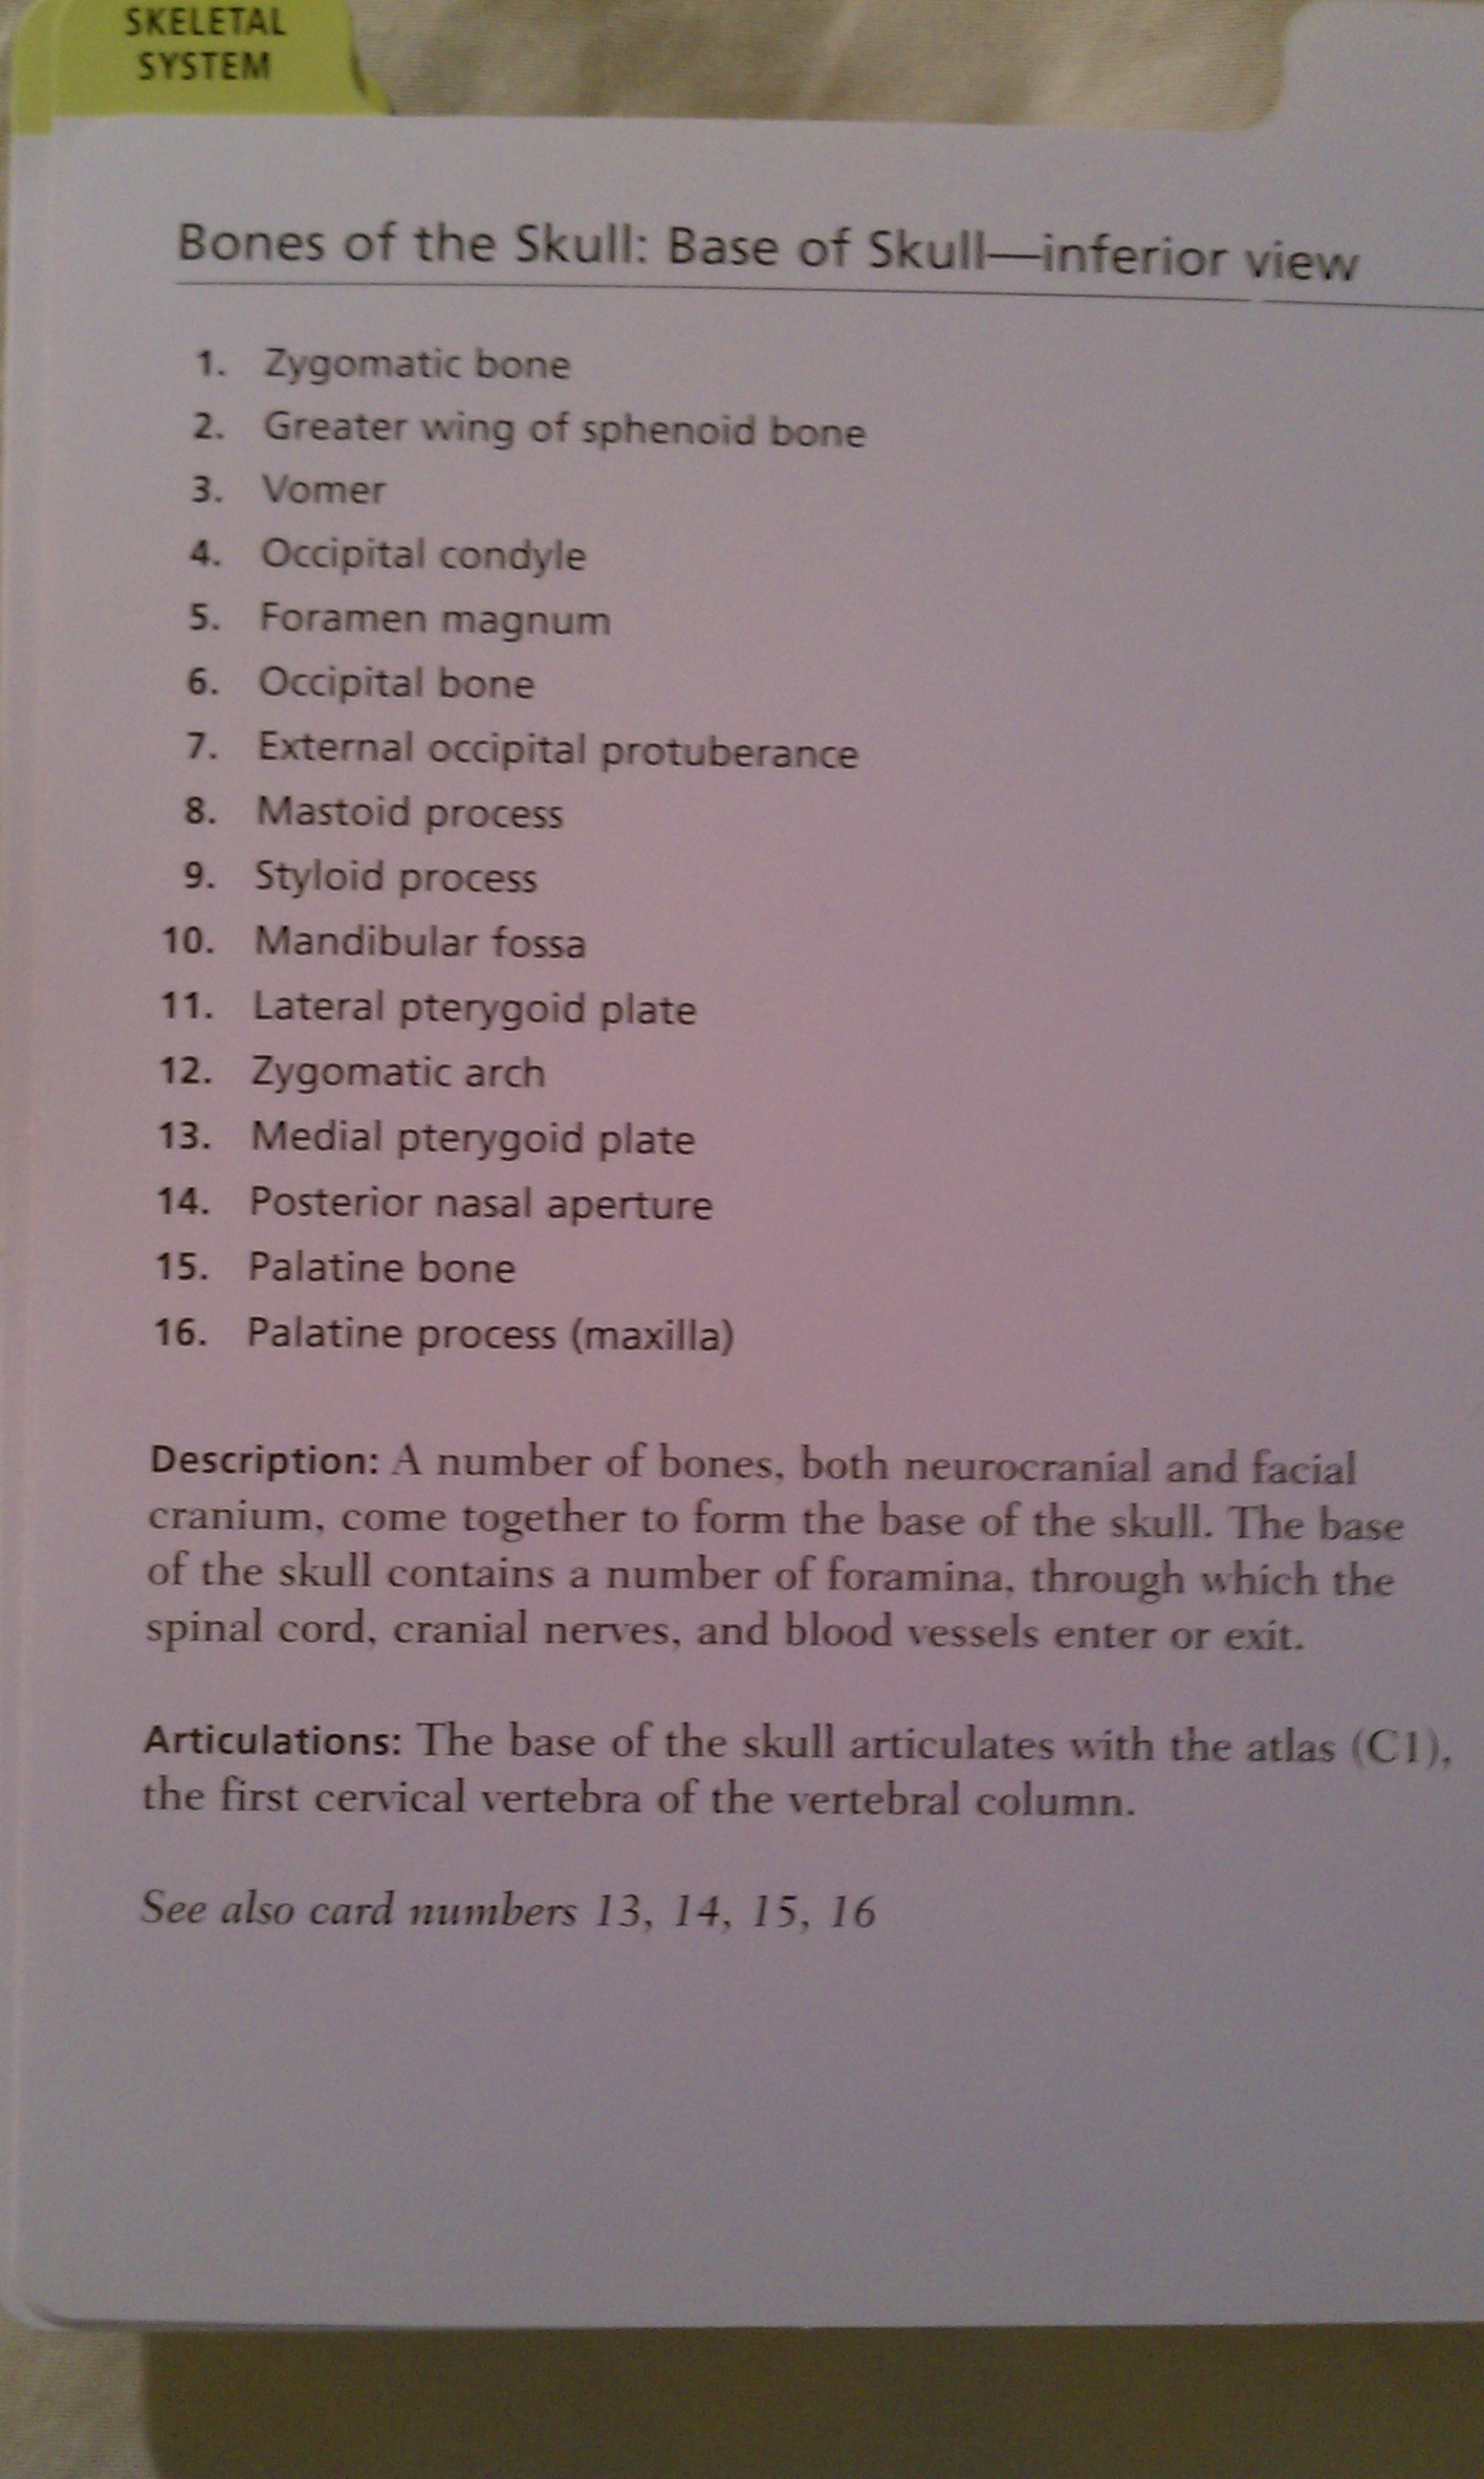 SKELETAL
SYSTEM
Bones of the Skull: Base of Skull—inferior view
1. Zygomatic bone
2. Greater wing of sphenoid bone
3. Vomer
4. Occipital condyle
5. Foramen magnum
6. Occipital bone
7. External occipital protuberance
8. Mastoid process
9. Styloid process
10. Mandibular fossa
11. Lateral pterygoid plate
12. Zygomatic arch
13. Medial pterygoid plate
14. Posterior nasal aperture
15. Palatine bone
16. Palatine process (maxilla)
Description: A number of bones, both neurocranial and facial
cranium, come together to form the base of the skull. The base
of the skull contains a number of foramina, through which the
spinal cord, cranial nerves, and blood vessels enter or exit.
Articulations: The base of the skull articulates with the atlas (C1),
the first cervical vertebra of the vertebral column.
See also card numbers 13, 14, 15, 16